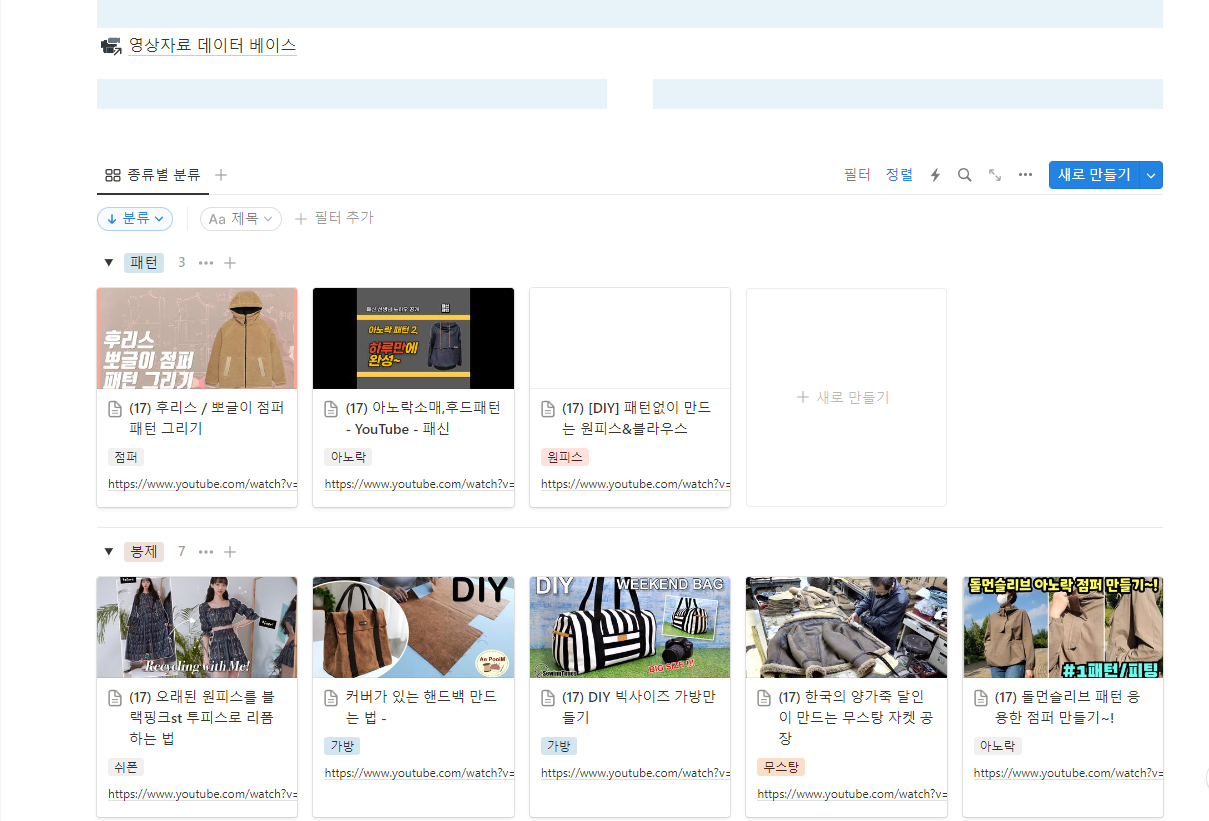 영상자료 데이터 베이스
종류별 분류
필터 정렬
새로 만들기
분류
Aa 제목
필터 추가
패턴 3
후리스
뽀글이 점퍼
패턴 그리기
아노락 패턴 2,
하루만에
완성~
새로 만들기
(17) 후리스 / 뽀글이 점퍼
패턴 그리기
점퍼
https://www.youtube.com/watch?v=
(17) 아노락소매,후드패턴
- YouTube - 패신
아노락
https://www.youtube.com/watch?v=
(17) [DIY] 패턴없이 만드
는 원피스&블라우스
원피스
https://www.youtube.com/watch?v=
봉제 7
Recycling with Me!
DIY
An PooliM
DIY
WEEKEND BAG
BIG SIZE !!!
돌먼슬리브 아노락 점퍼 만들기~!
#1패턴/피팅
(17) 오래된 원피스를 블
랙핑크st 투피스로 리폼
하는 법
쉬폰
https://www.youtube.com/watch?v=
커버가 있는 핸드백 만드
는 법 -
가방
https://www.youtube.com/watch?v=
(17) DIY 빅사이즈 가방만
들기
가방
https://www.youtube.com/watch?v=
(17) 한국의 양가죽 달인
이 만드는 무스탕 자켓 공
장
무스탕
https://www.youtube.com/watch?v=
(17) 돌먼슬리브 패턴 응
용한 점퍼 만들기~!
아노락
https://www.youtube.com/watch?v=